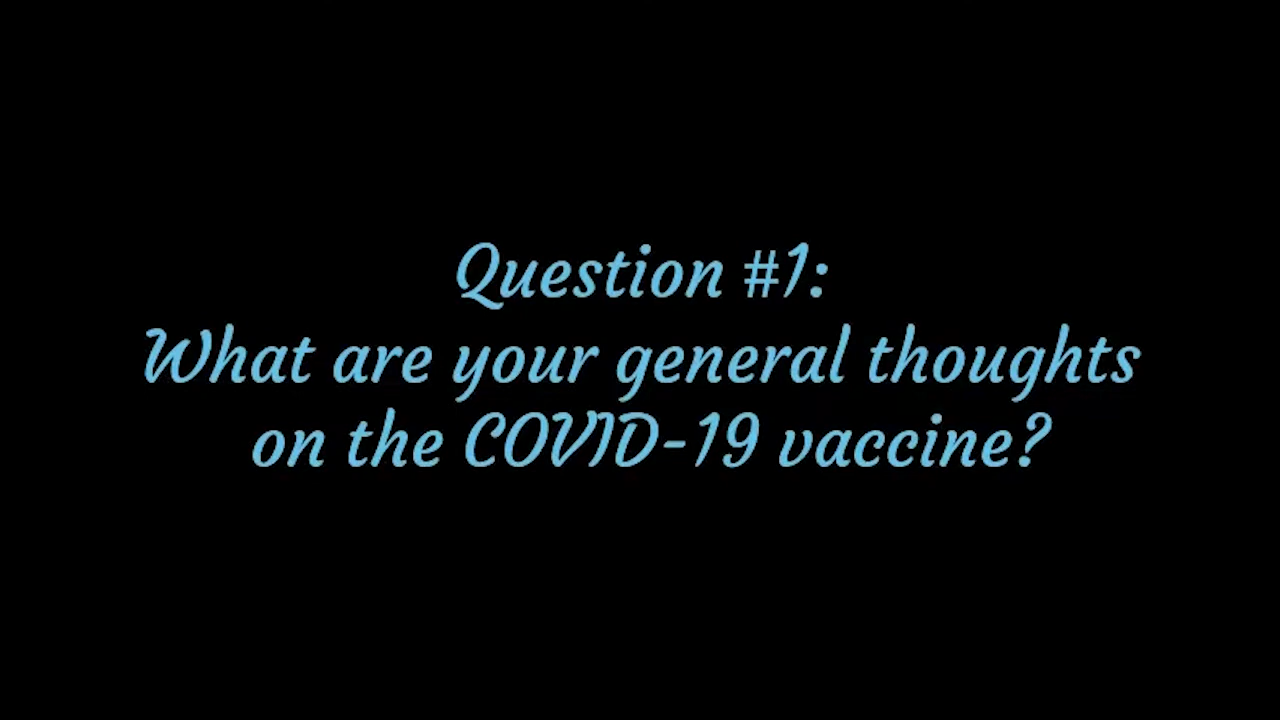 Question #1:
What are your general thoughts
on the COVID-19 vaccine?